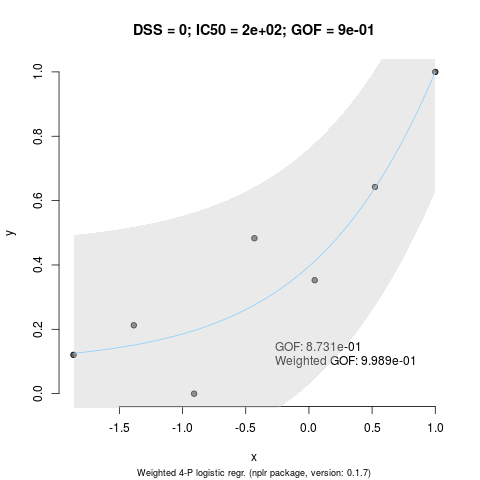 DSS = 0; IC50 = 2e+02; GOF = 9e-01
1.0
0.8
0.6
0.4
0.2
0.0
y
GOF: 8.731e-01
Weighted GOF: 9.989e-01
-1.5 -1.0 -0.5 0.0 0.5 1.0
x
Weighted 4-P logistic regr. (nplr package, version: 0.1.7)